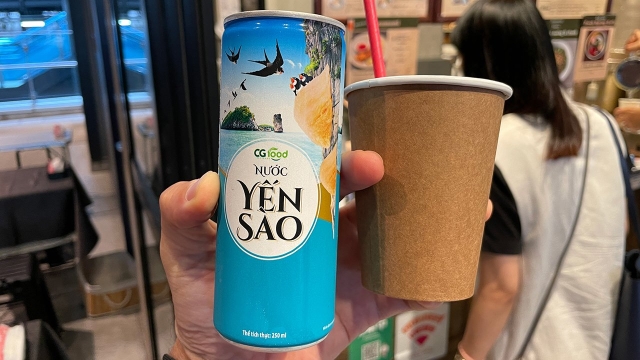 CG food
NƯỚC
YẾN
SÀO
Thể tích thực: 250 ml